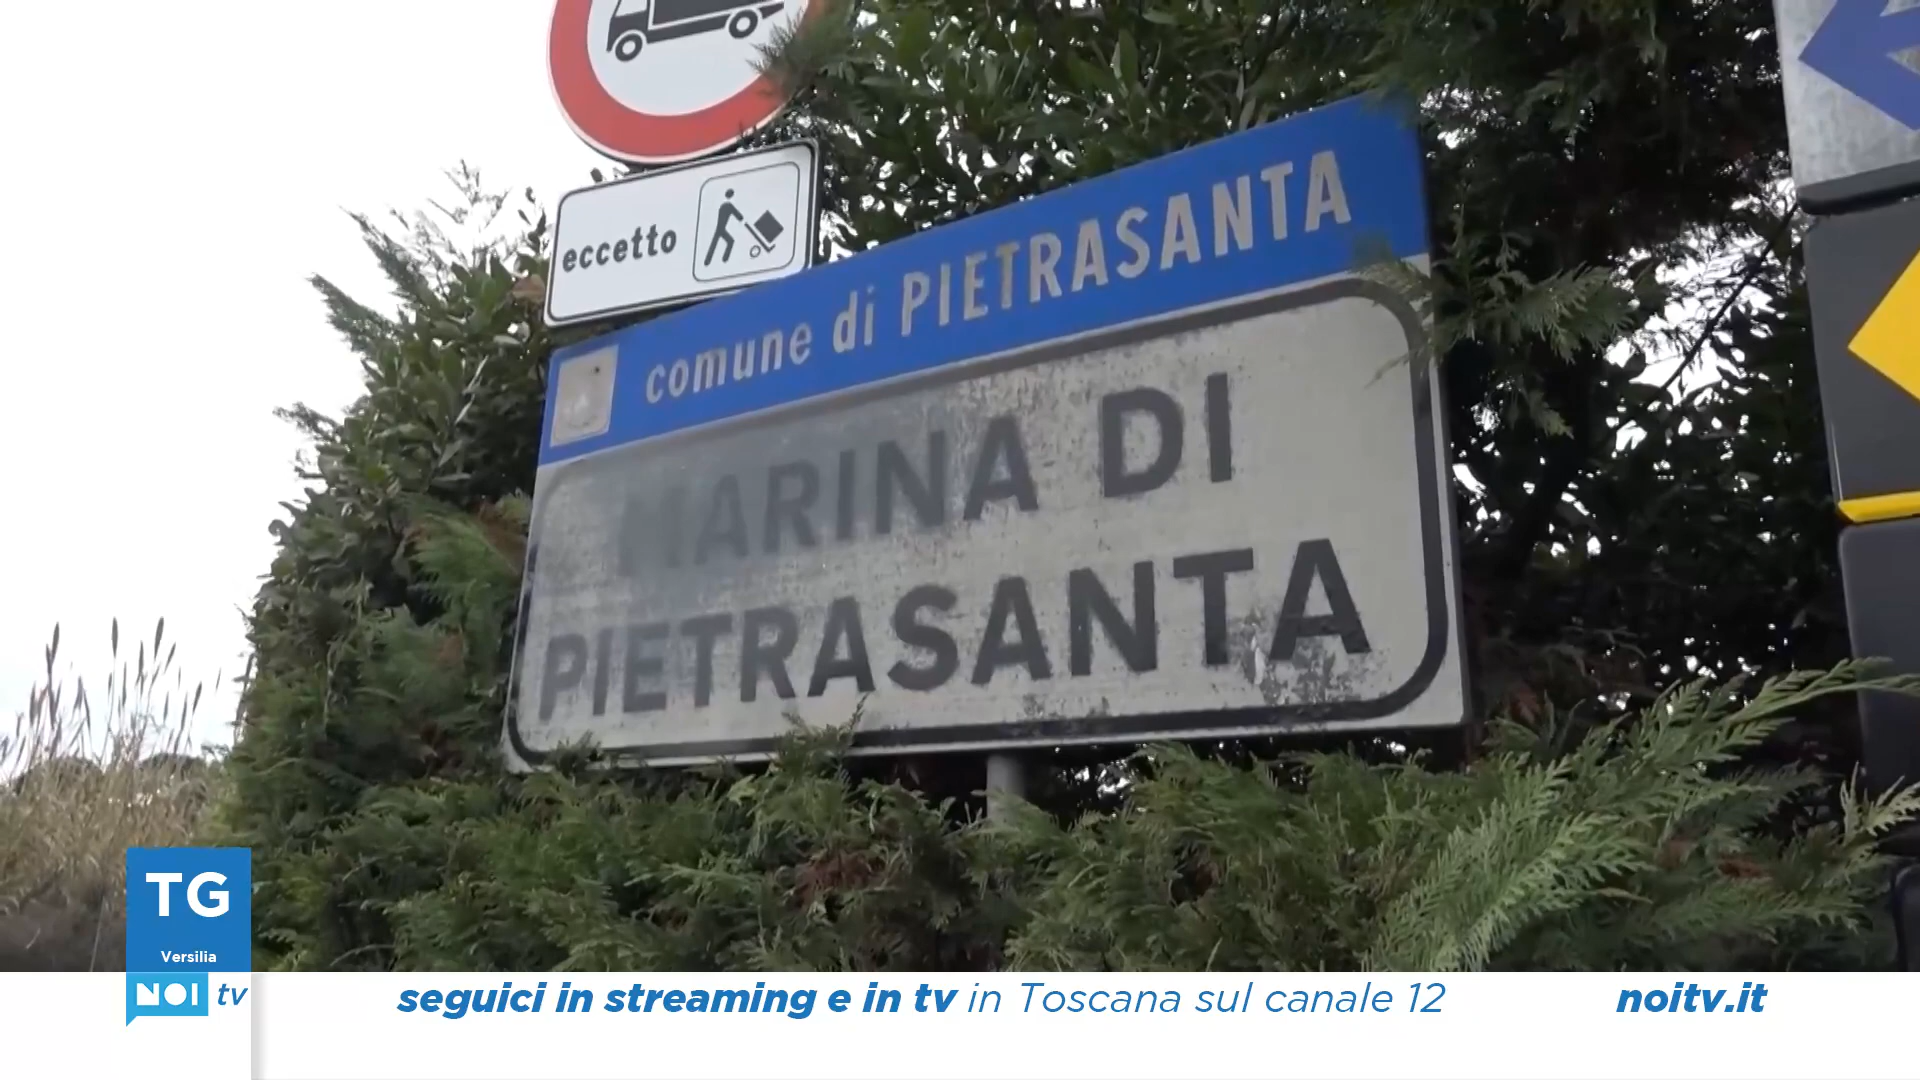 eccetto
comune di PIETRASANTA
MARINA DI
PIETRASANTA
TG
Versilia
NOI tv
seguici in streaming e in tv in Toscana sul canale 12
noitv.it